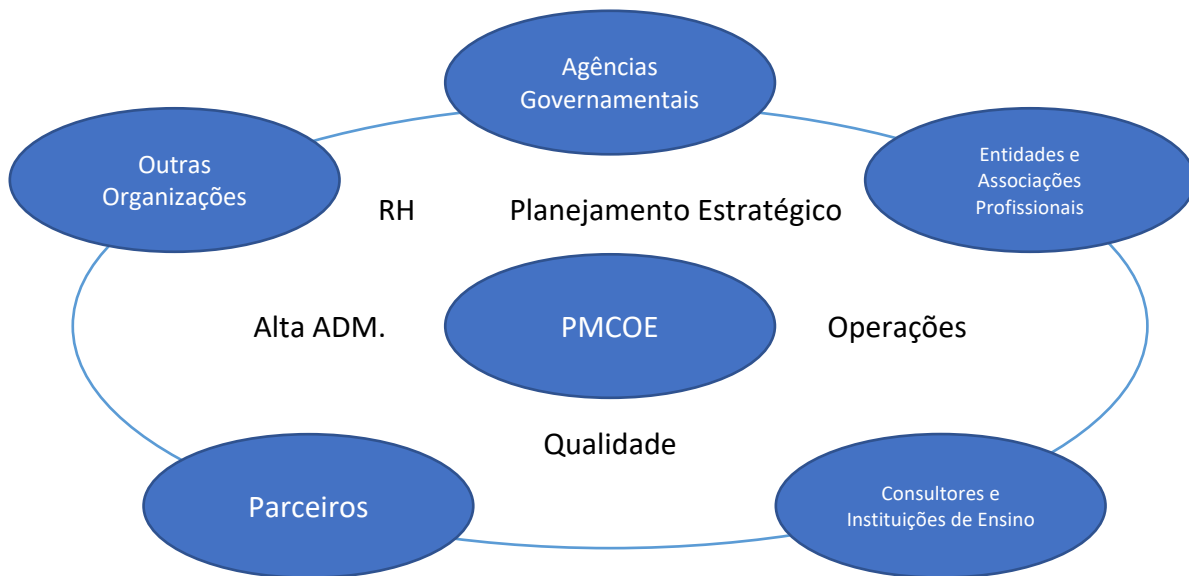 Agências
Governamentais
Outras
Organizações
Entidades e
Associações
Profissionais
RH
Planejamento Estratégico
Alta ADM.
PMCOE
Operações
Qualidade
Parceiros
Consultores e
Instituições de Ensino